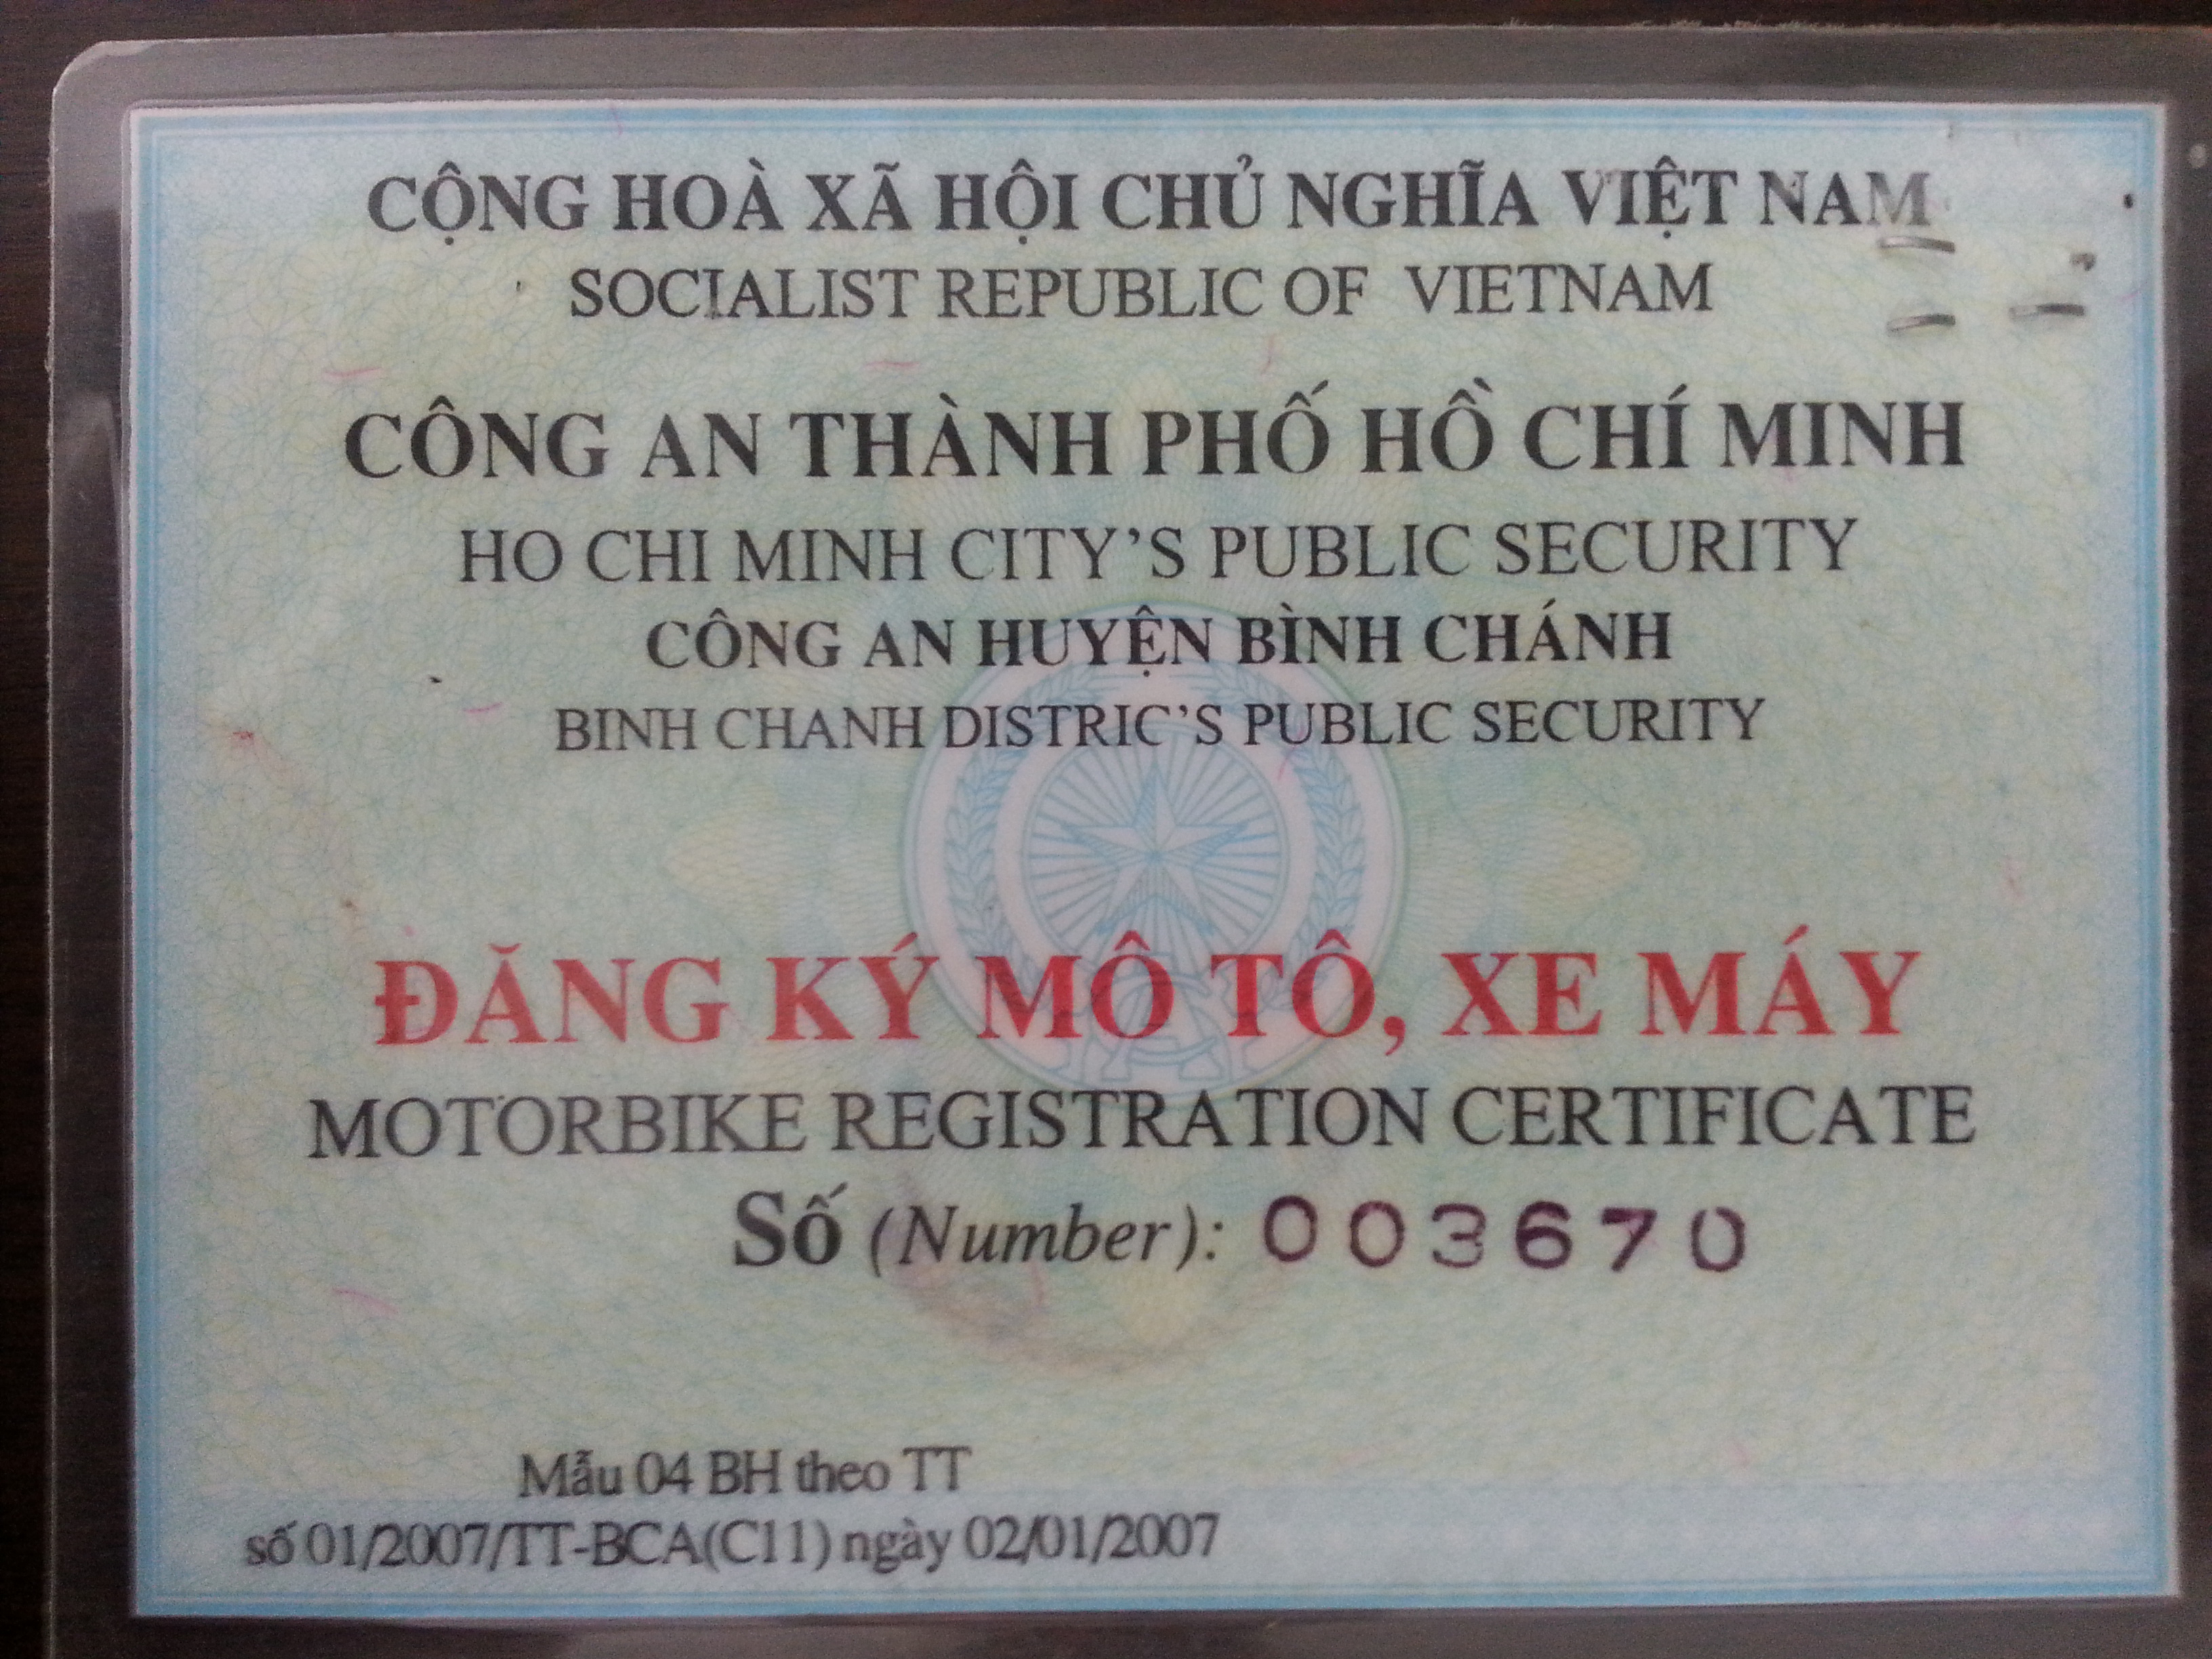 CỘNG HOÀ XÃ HỘI CHỦ NGHĨA VIỆT NAM
SOCIALIST REPUBLIC OF VIETNAM
CÔNG AN THÀNH PHỐ HỒ CHÍ MINH
HO CHI MINH CITY’S PUBLIC SECURITY
CÔNG AN HUYỆN BÌNH CHÁNH
BINH CHANH DISTRIC’S PUBLIC SECURITY
ĐĂNG KÝ MÔ TÔ, XE MÁY
MOTORBIKE REGISTRATION CERTIFICATE
Số (Number): 003670
Mẫu 04 BH theo TT
số 01/2007/TT-BCA(C11) ngày 02/01/2007